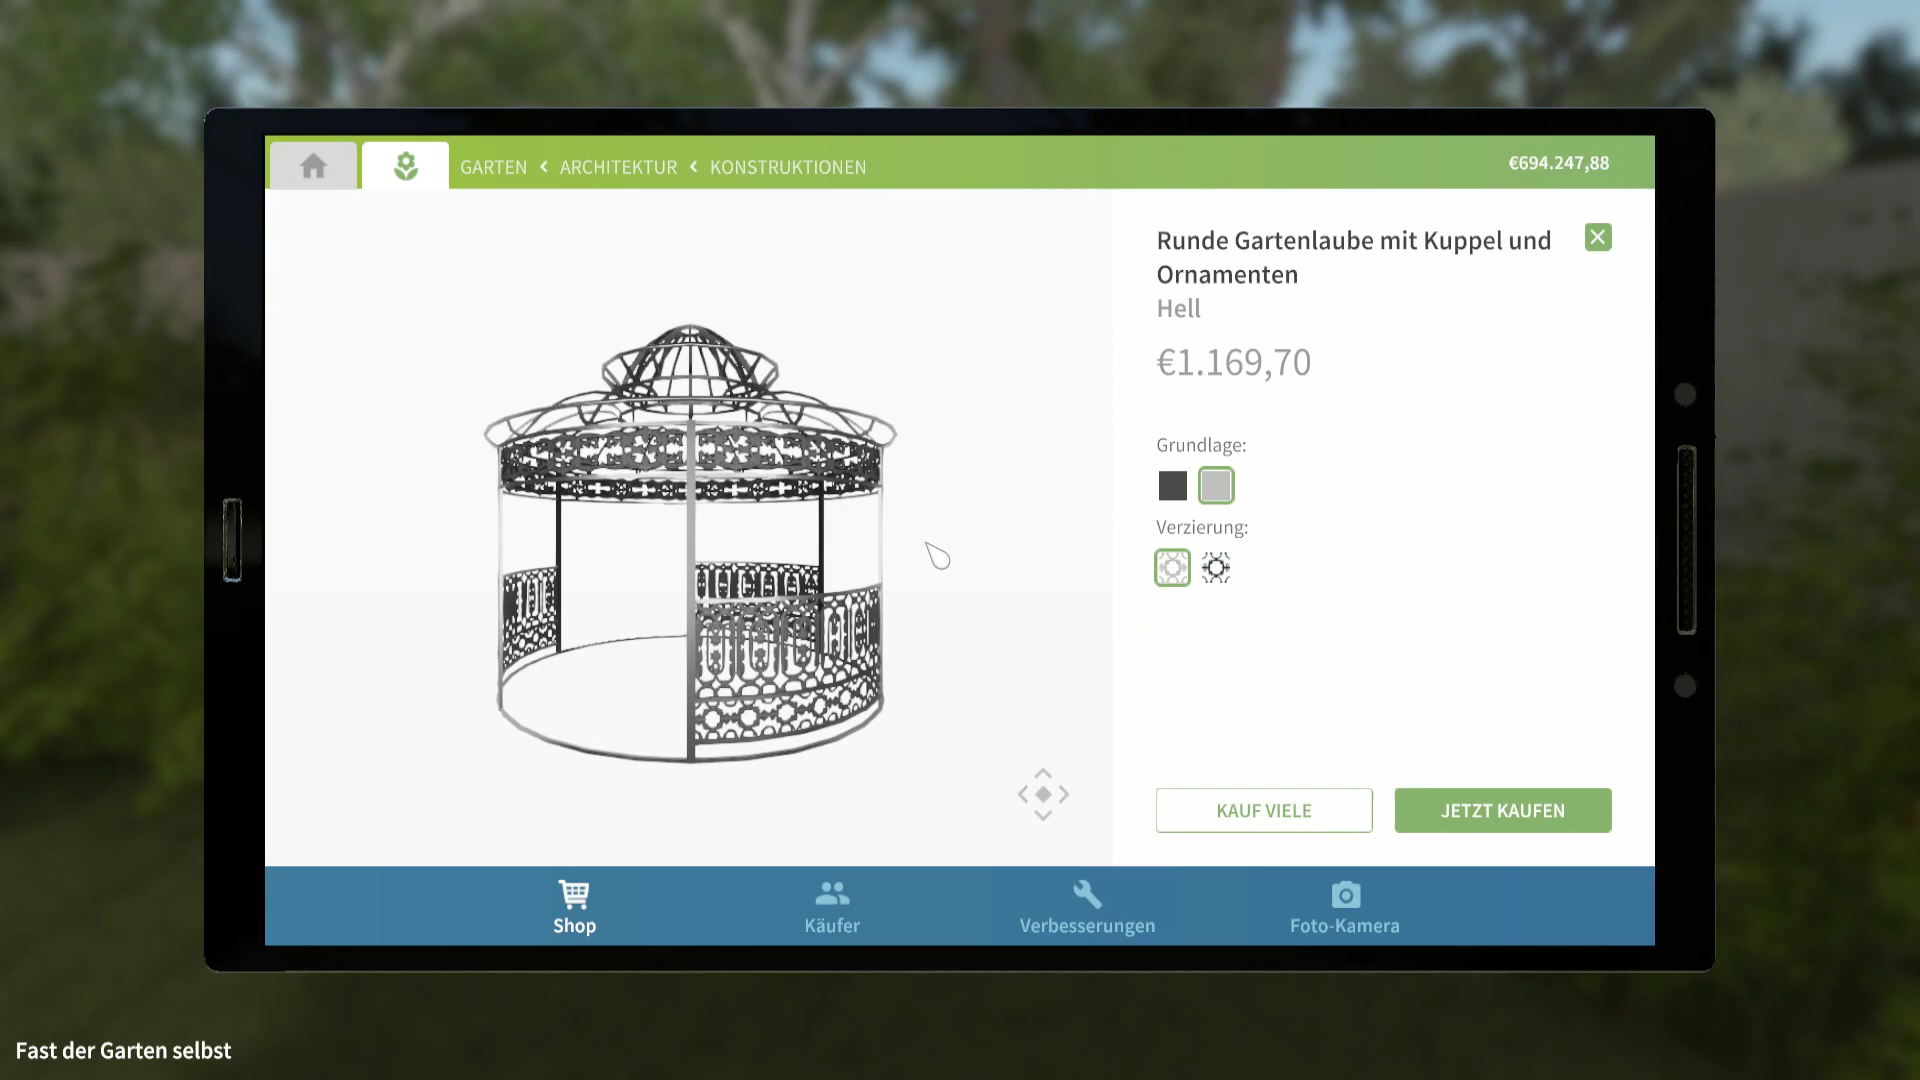 GARTEN < ARCHITEKTUR < KONSTRUKTIONEN
€694.247,88
Runde Gartenlaube mit Kuppel und
Ornamenten
Hell
€1.169,70
Grundlage:
Verzierung:
KAUF VIELE
JETZT KAUFEN
Shop
Käufer
Verbesserungen
Foto-Kamera
Fast der Garten selbst